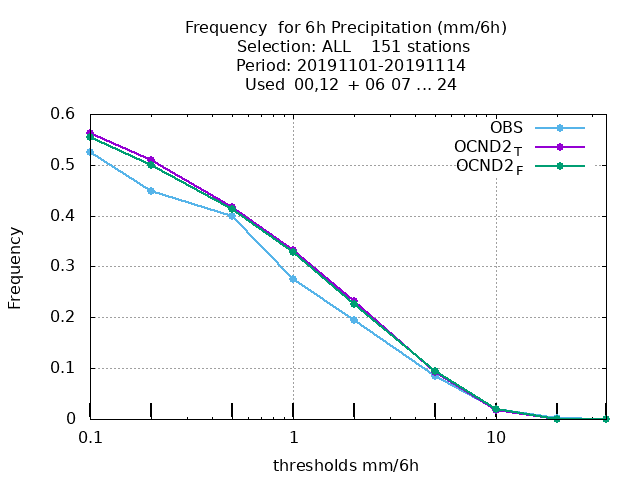 Frequency  for 6h Precipitation (mm/6h)
Selection: ALL    151 stations
Period: 20191101-20191114
Used  00,12  + 06 07 ... 24
OBS
OCND2T
OCND2F
Frequency
0.6
0.5
0.4
0.3
0.2
0.1
0
0.1
1
10
thresholds mm/6h